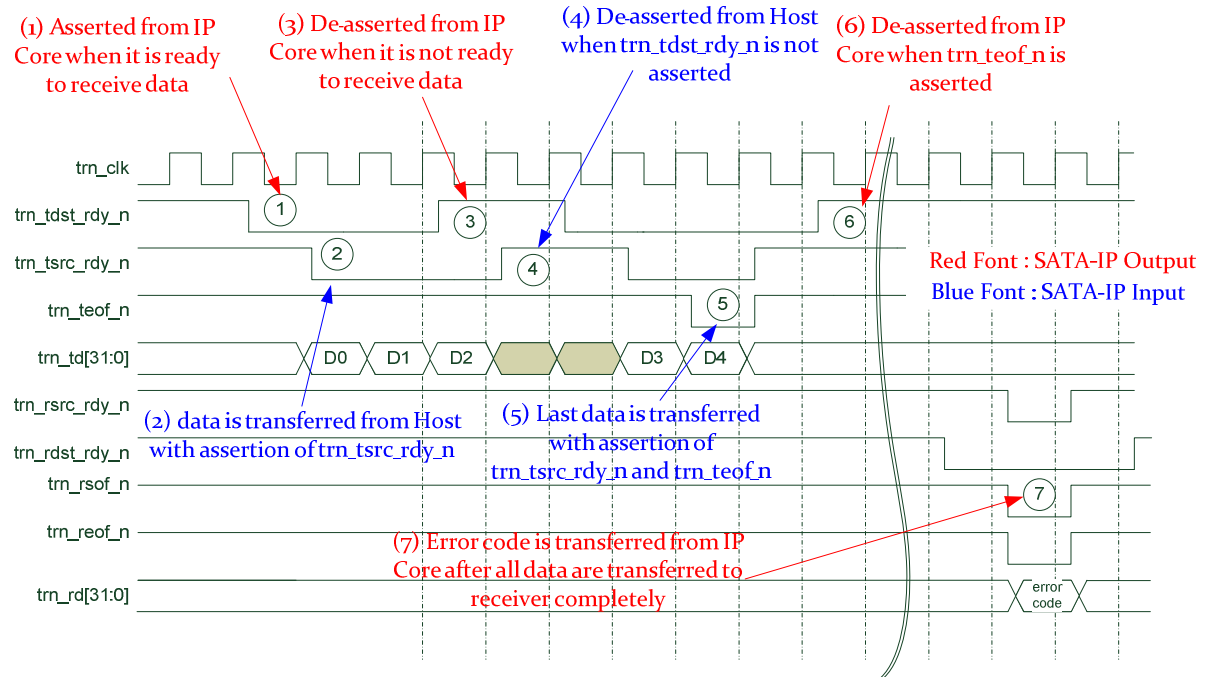 (1) Asserted from IP
Core when it is ready
to receive data
(3) De-asserted from IP
Core when it is not ready
to receive data
(4) De-asserted from Host
when trn_tdst_rdy_n is not
asserted
(6) De-asserted from IP
Core when trn_teof_n is
asserted
trn_clk
trn_tdst_rdy_n
1
3
6
trn_tsrc_rdy_n
2
4
Red Font : SATA-IP Output
Blue Font : SATA-IP Input
trn_teof_n
5
trn_td[31:0]
D0
D1
D2
D3
D4
trn_rsrc_rdy_n
(2) data is transferred from Host
with assertion of trn_tsrc_rdy_n
(5) Last data is transferred
with assertion of
trn_tsrc_rdy_n and trn_teof_n
trn_rdst_rdy_n
trn_rsof_n
7
trn_reof_n
(7) Error code is transferred from IP
Core after all data are transferred to
receiver completely
trn_rd[31:0]
error
code